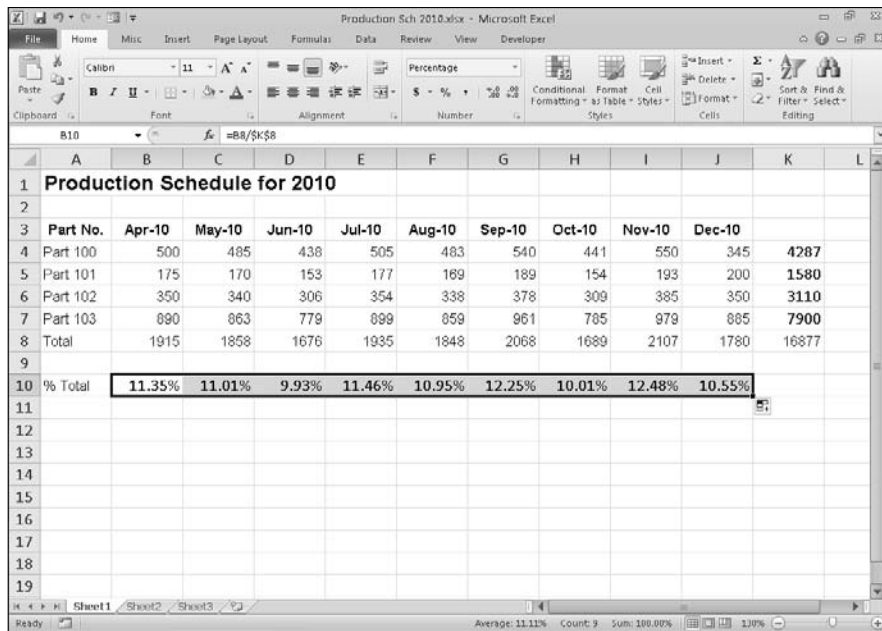 Production Sch 2010.xlsx - Microsoft Excel
File Home Misc Insert Page Layout Formulas Data Review View Developer
Paste
Calibri 11 A A
B I U A
Percentage
$ % ,
Conditional Formatting
Format as Table
Cell Styles
Insert
Delete
Format
Σ
Sort & Filter
Find & Select
Clipboard Font Alignment Number Styles Cells Editing
B10 fx =B8/$K$8
A B C D E F G H I J K L
1 Production Schedule for 2010
2
3 Part No. Apr-10 May-10 Jun-10 Jul-10 Aug-10 Sep-10 Oct-10 Nov-10 Dec-10
4 Part 100 500 485 438 505 483 540 441 550 345 4287
5 Part 101 175 170 153 177 169 189 154 193 200 1580
6 Part 102 350 340 306 354 338 378 309 385 350 3110
7 Part 103 890 863 779 899 859 961 785 979 885 7900
8 Total 1915 1858 1676 1935 1848 2068 1689 2107 1780 16877
9
10 % Total 11.35% 11.01% 9.93% 11.46% 10.95% 12.25% 10.01% 12.48% 10.55%
11
12
13
14
15
16
17
18
19
Sheet1 Sheet2 Sheet3
Ready Average: 11.11% Count: 9 Sum: 100.00% 130%